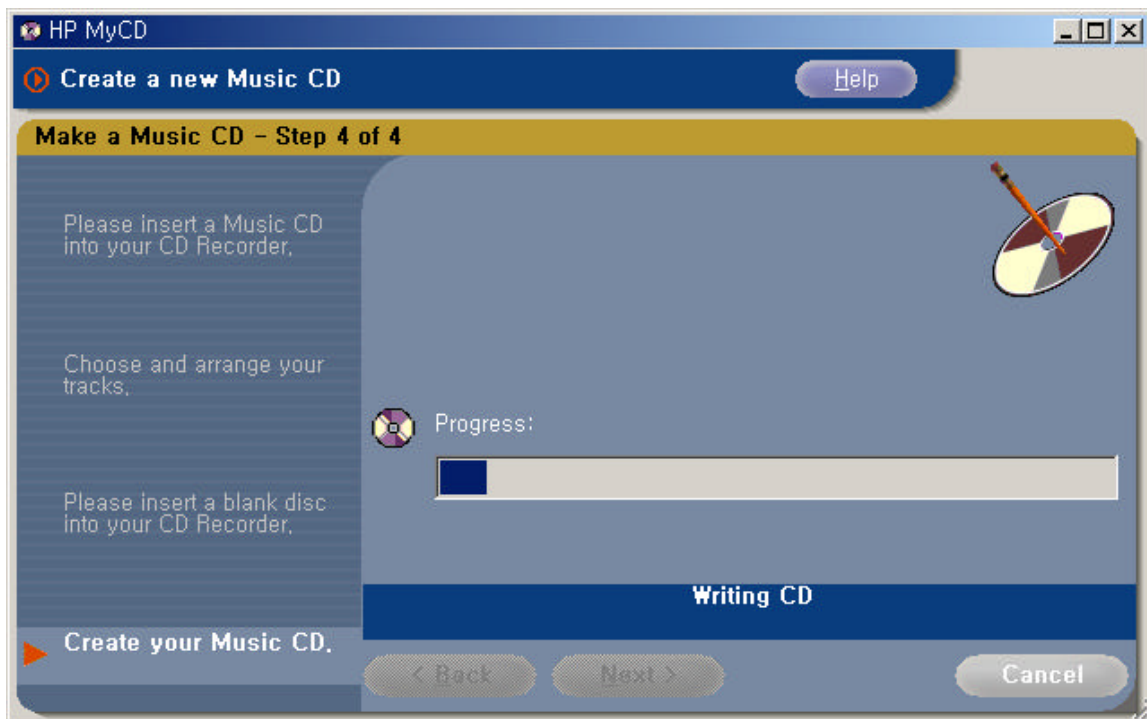 HP MyCD
Create a new Music CD
Help
Make a Music CD - Step 4 of 4
Please insert a Music CD
into your CD Recorder.
Choose and arrange your
tracks.
Please insert a blank disc
into your CD Recorder.
Create your Music CD.
Progress:
Writing CD
< Back
Next >
Cancel